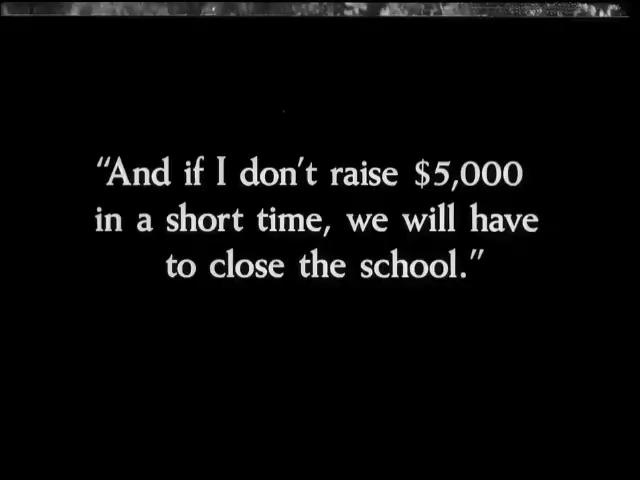 “And if I don't raise $5,000
in a short time, we will have
to close the school.”